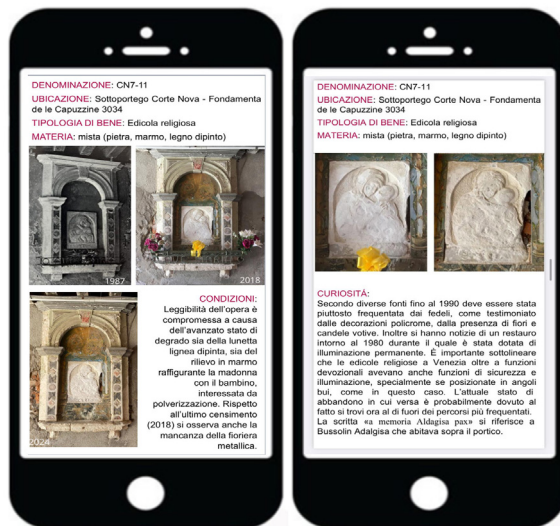 DENOMINAZIONE: CN7-11
UBICAZIONE: Sottoportego Corte Nova - Fondamenta
de le Capuzzine 3034
TIPOLOGIA DI BENE: Edicola religiosa
MATERIA: mista (pietra, marmo, legno dipinto)
1987
2018
2024
CONDIZIONI:
Leggibilità dell'opera è
compromessa a causa
dell'avanzato stato di
degrado sia della lunetta
lignea dipinta, sia del
rilievo in marmo
raffigurante la madonna
con il bambino,
interessata da
polverizzazione. Rispetto
all'ultimo censimento
(2018) si osserva anche la
mancanza della fioriera
metallica.
DENOMINAZIONE: CN7-11
UBICAZIONE: Sottoportego Corte Nova - Fondamenta
de le Capuzzine 3034
TIPOLOGIA DI BENE: Edicola religiosa
MATERIA: mista (pietra, marmo, legno dipinto)
CURIOSITÁ:
Secondo diverse fonti fino al 1990 deve essere stata
piuttosto frequentata dai fedeli, come testimoniato
dalle decorazioni policrome, dalla presenza di fiori e
candele votive. Inoltre si hanno notizie di un restauro
intorno al 1980 durante il quale è stata dotata di
illuminazione permanente. É importante sottolineare
che le edicole religiose a Venezia oltre a funzioni
devozionali avevano anche funzioni di sicurezza e
illuminazione, specialmente se posizionate in angoli
bui, come in questo caso. L'attuale stato di
abbandono in cui versa è probabilmente dovuto al
fatto si trovi ora al di fuori dei percorsi più frequentati.
La scritta «a memoria Aldagisa pax» si riferisce a
Bussolin Adalgisa che abitava sopra il portico.